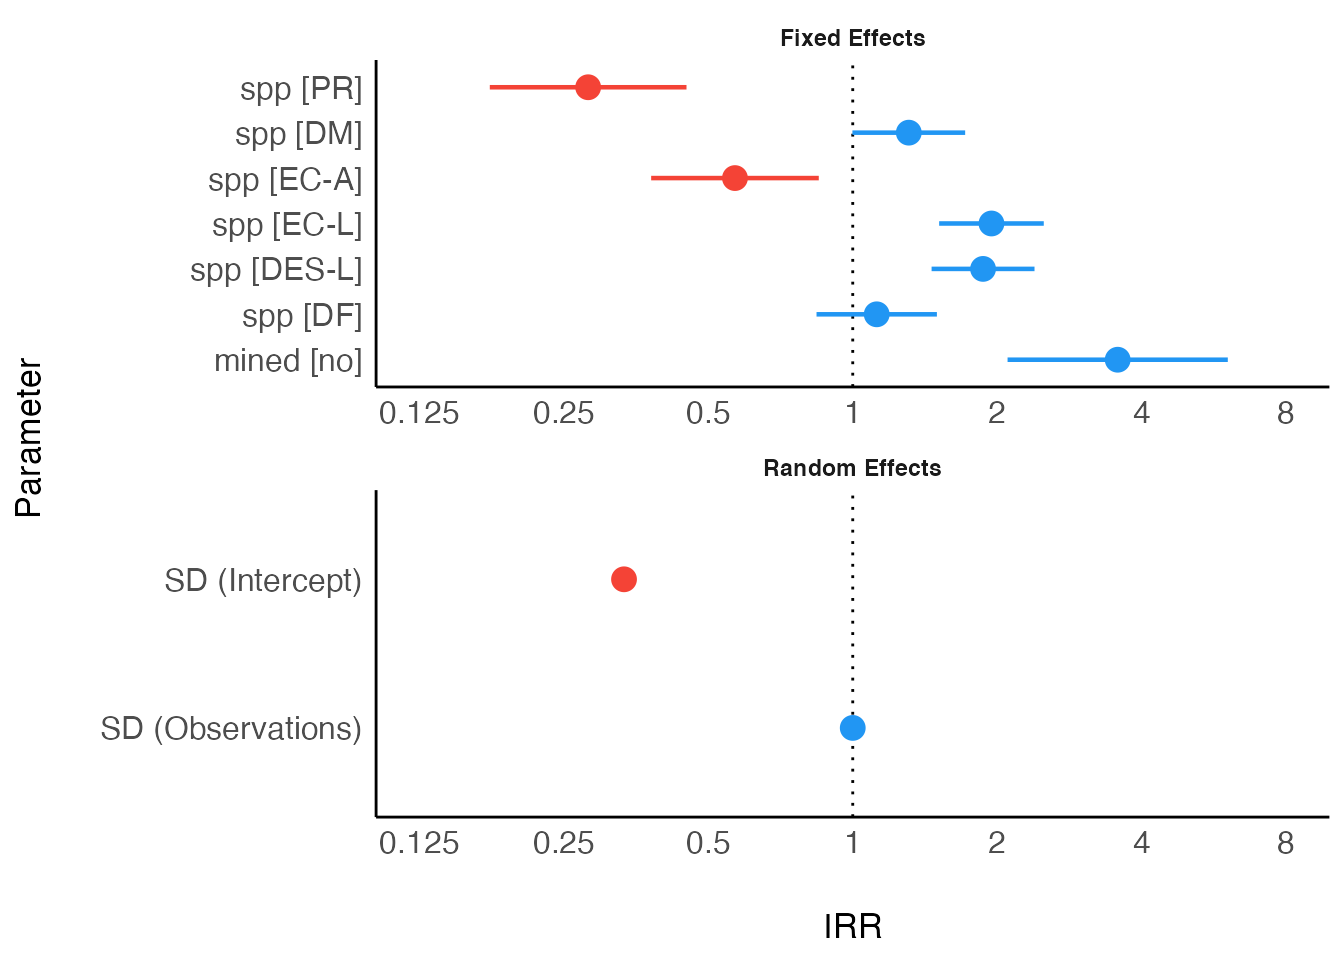 Fixed Effects
spp [PR]
spp [DM]
spp [EC-A]
spp [EC-L]
spp [DES-L]
spp [DF]
mined [no]
0.125 0.25 0.5 1 2 4 8
Parameter
Random Effects
SD (Intercept)
SD (Observations)
0.125 0.25 0.5 1 2 4 8
IRR